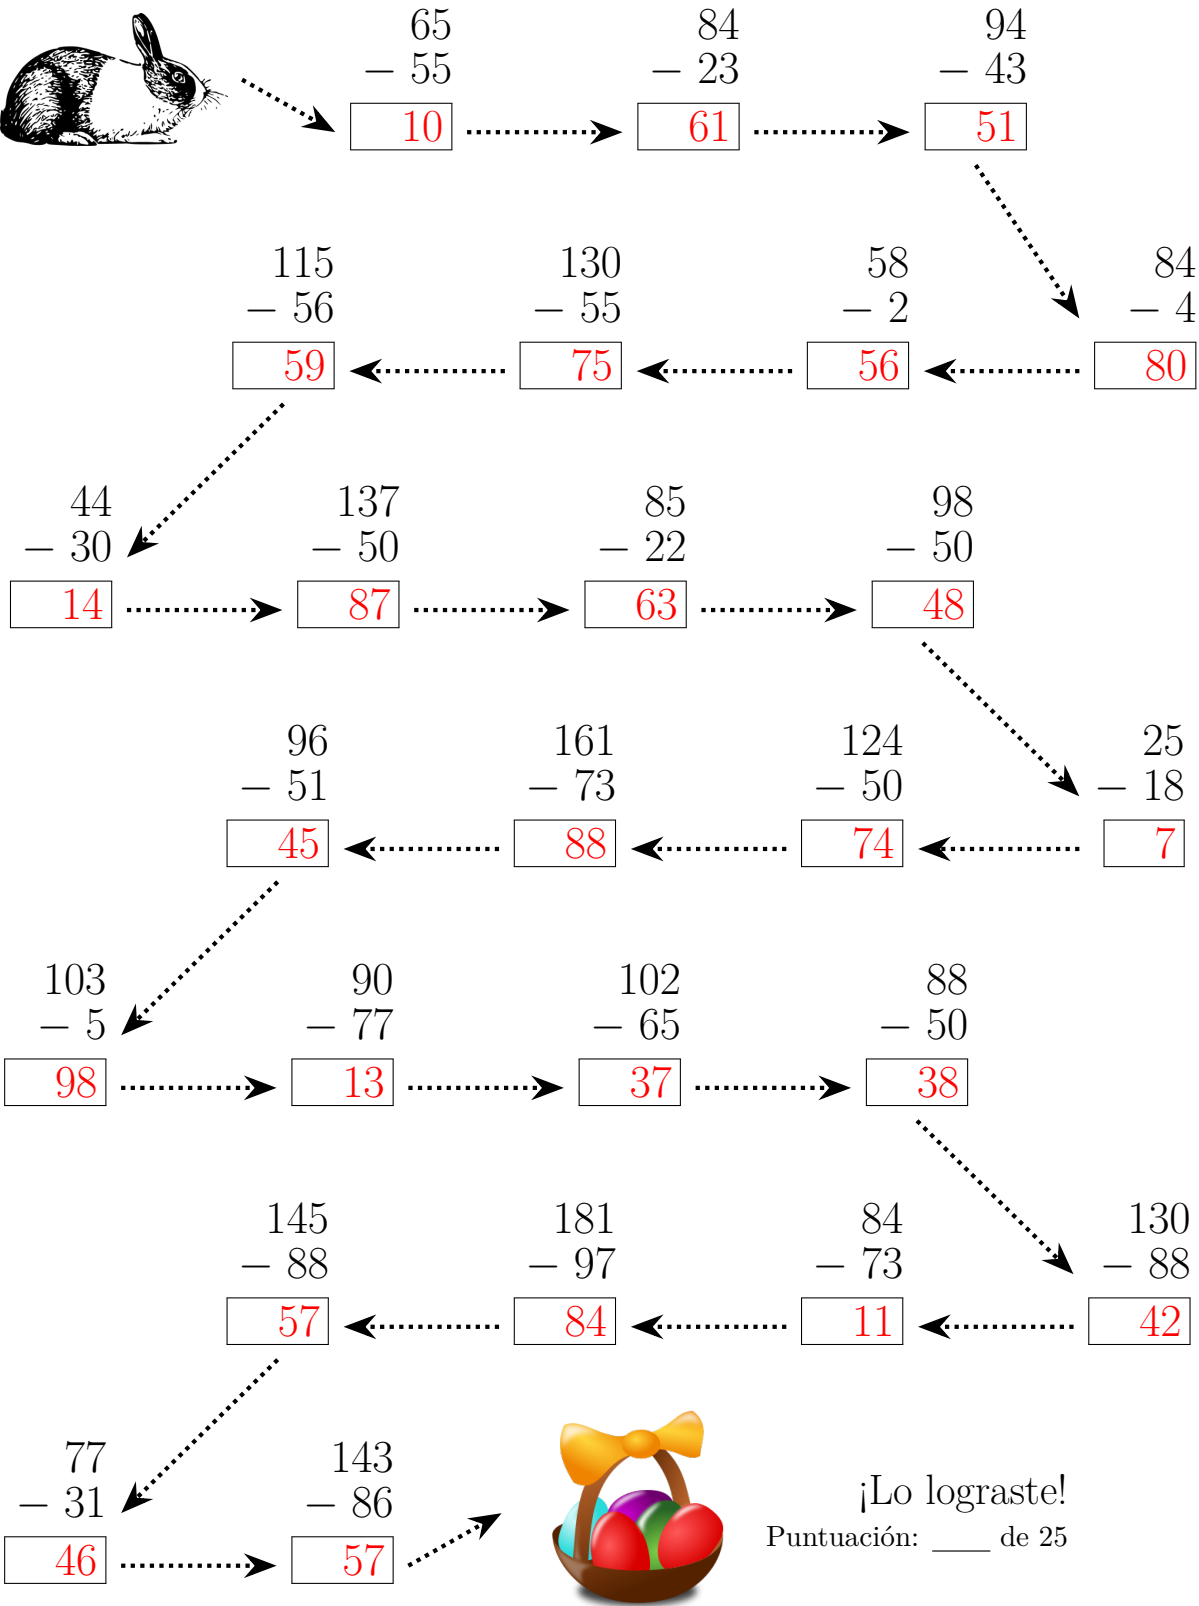 65 84 94
− 55 − 23 − 43
10 61 51
115 130 58 84
− 56 − 55 − 2 − 4
59 75 56 80
44 137 85 98
− 30 − 50 − 22 − 50
14 87 63 48
96 161 124 25
− 51 − 73 − 50 − 18
45 88 74 7
103 90 102 88
− 5 − 77 − 65 − 50
98 13 37 38
145 181 84 130
− 88 − 97 − 73 − 88
57 84 11 42
77 143
− 31 − 86
46 57
¡Lo lograste!
Puntuación: ___ de 25